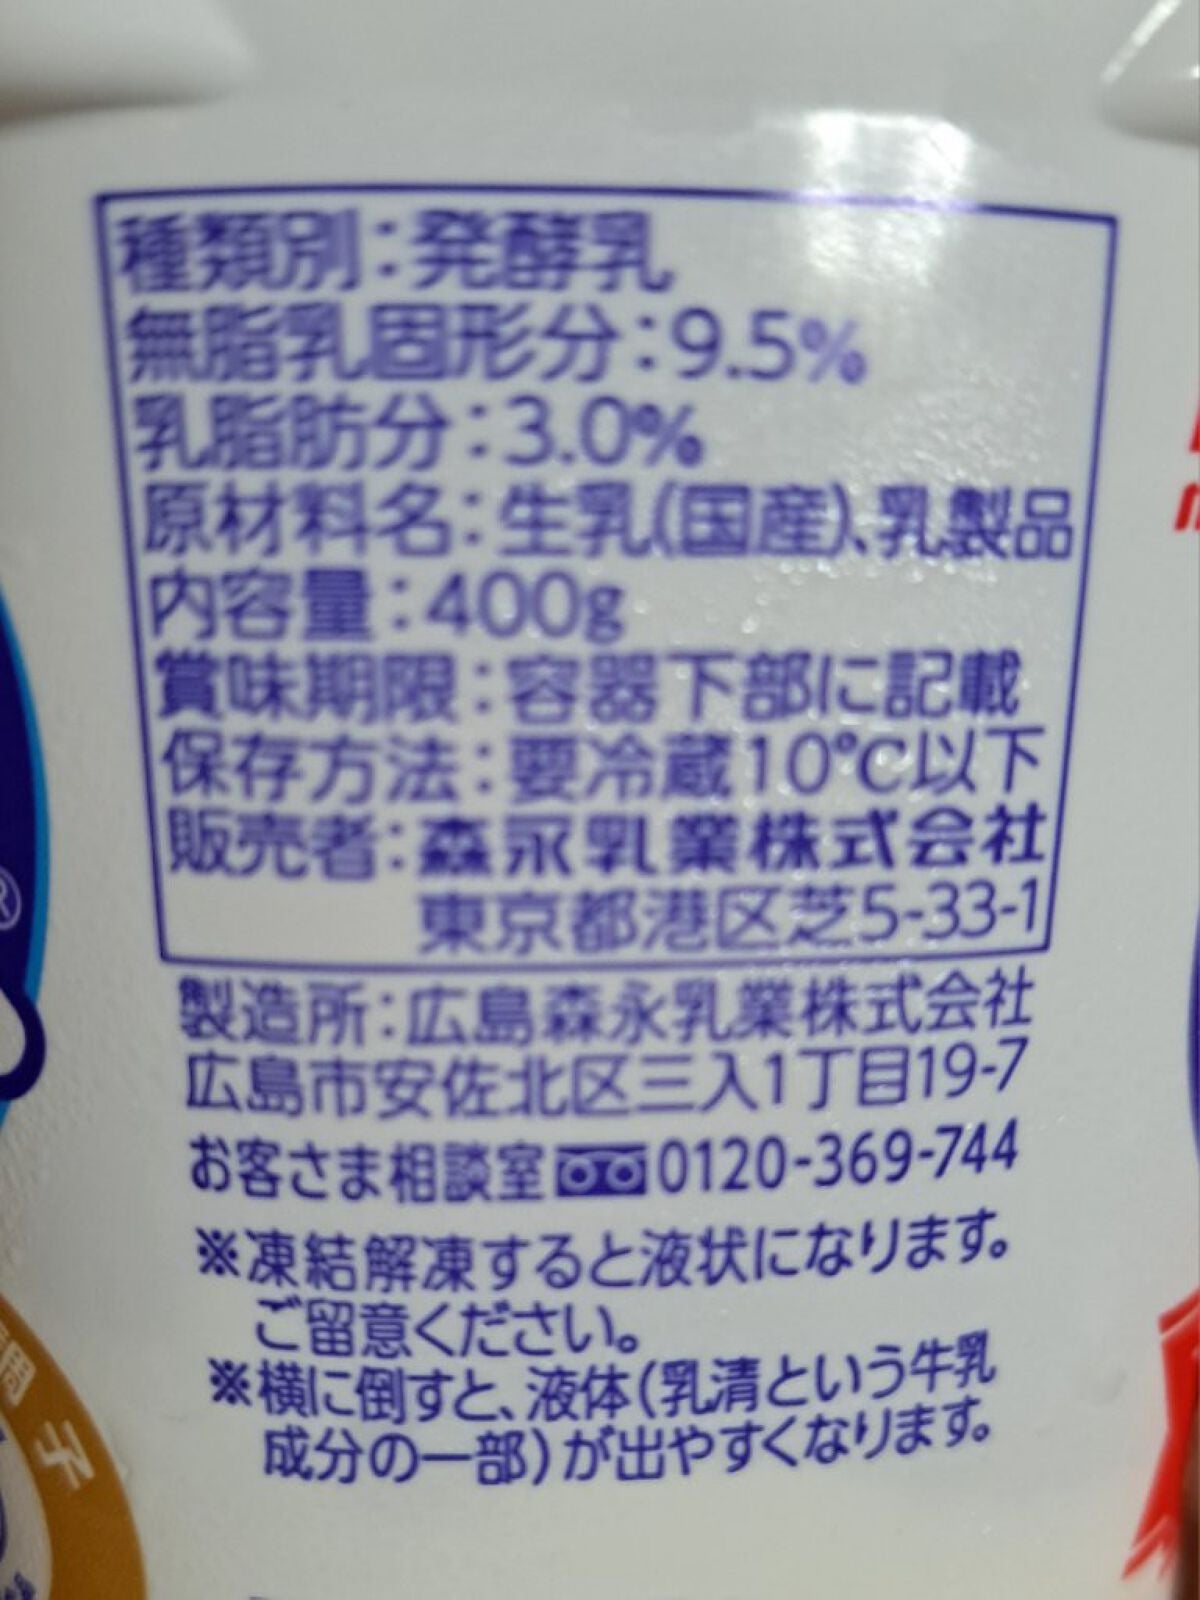 種類別：発酵乳
無脂乳固形分：9.5%
乳脂肪分：3.0%
原材料名：生乳(国産)、乳製品
内容量：400g
賞味期限：容器下部に記載
保存方法：要冷蔵10℃以下
販売者：森永乳業株式会社
東京都港区芝5-33-1
製造所：広島森永乳業株式会社
広島市安佐北区三入1丁目19-7
お客さま相談室 0120-369-744
※凍結解凍すると液状になります。
ご留意ください。
※横に倒すと、液体(乳清という牛乳
成分の一部)が出やすくなります。
®